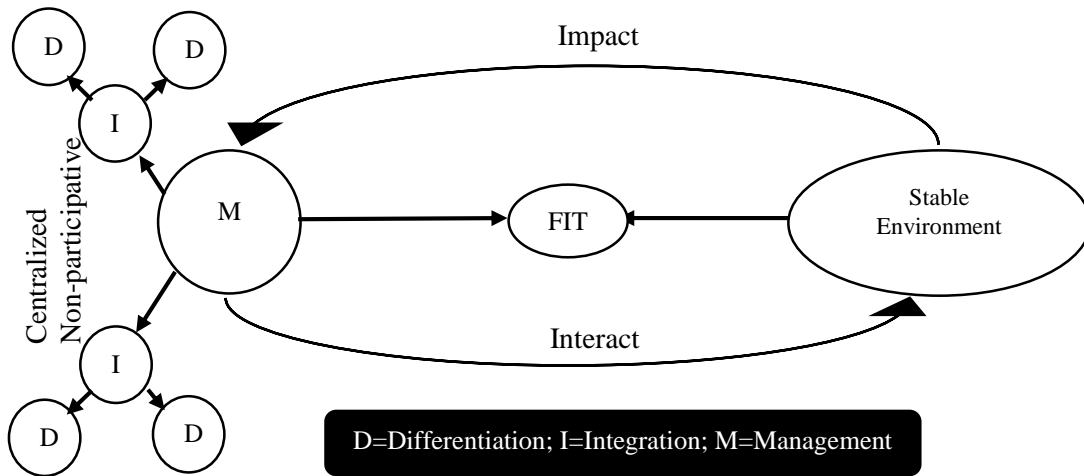 D
D
Impact
I
Centralized
Non-participative
M
FIT
Stable
Environment
Interact
I
D
D
D=Differentiation; I=Integration; M=Management